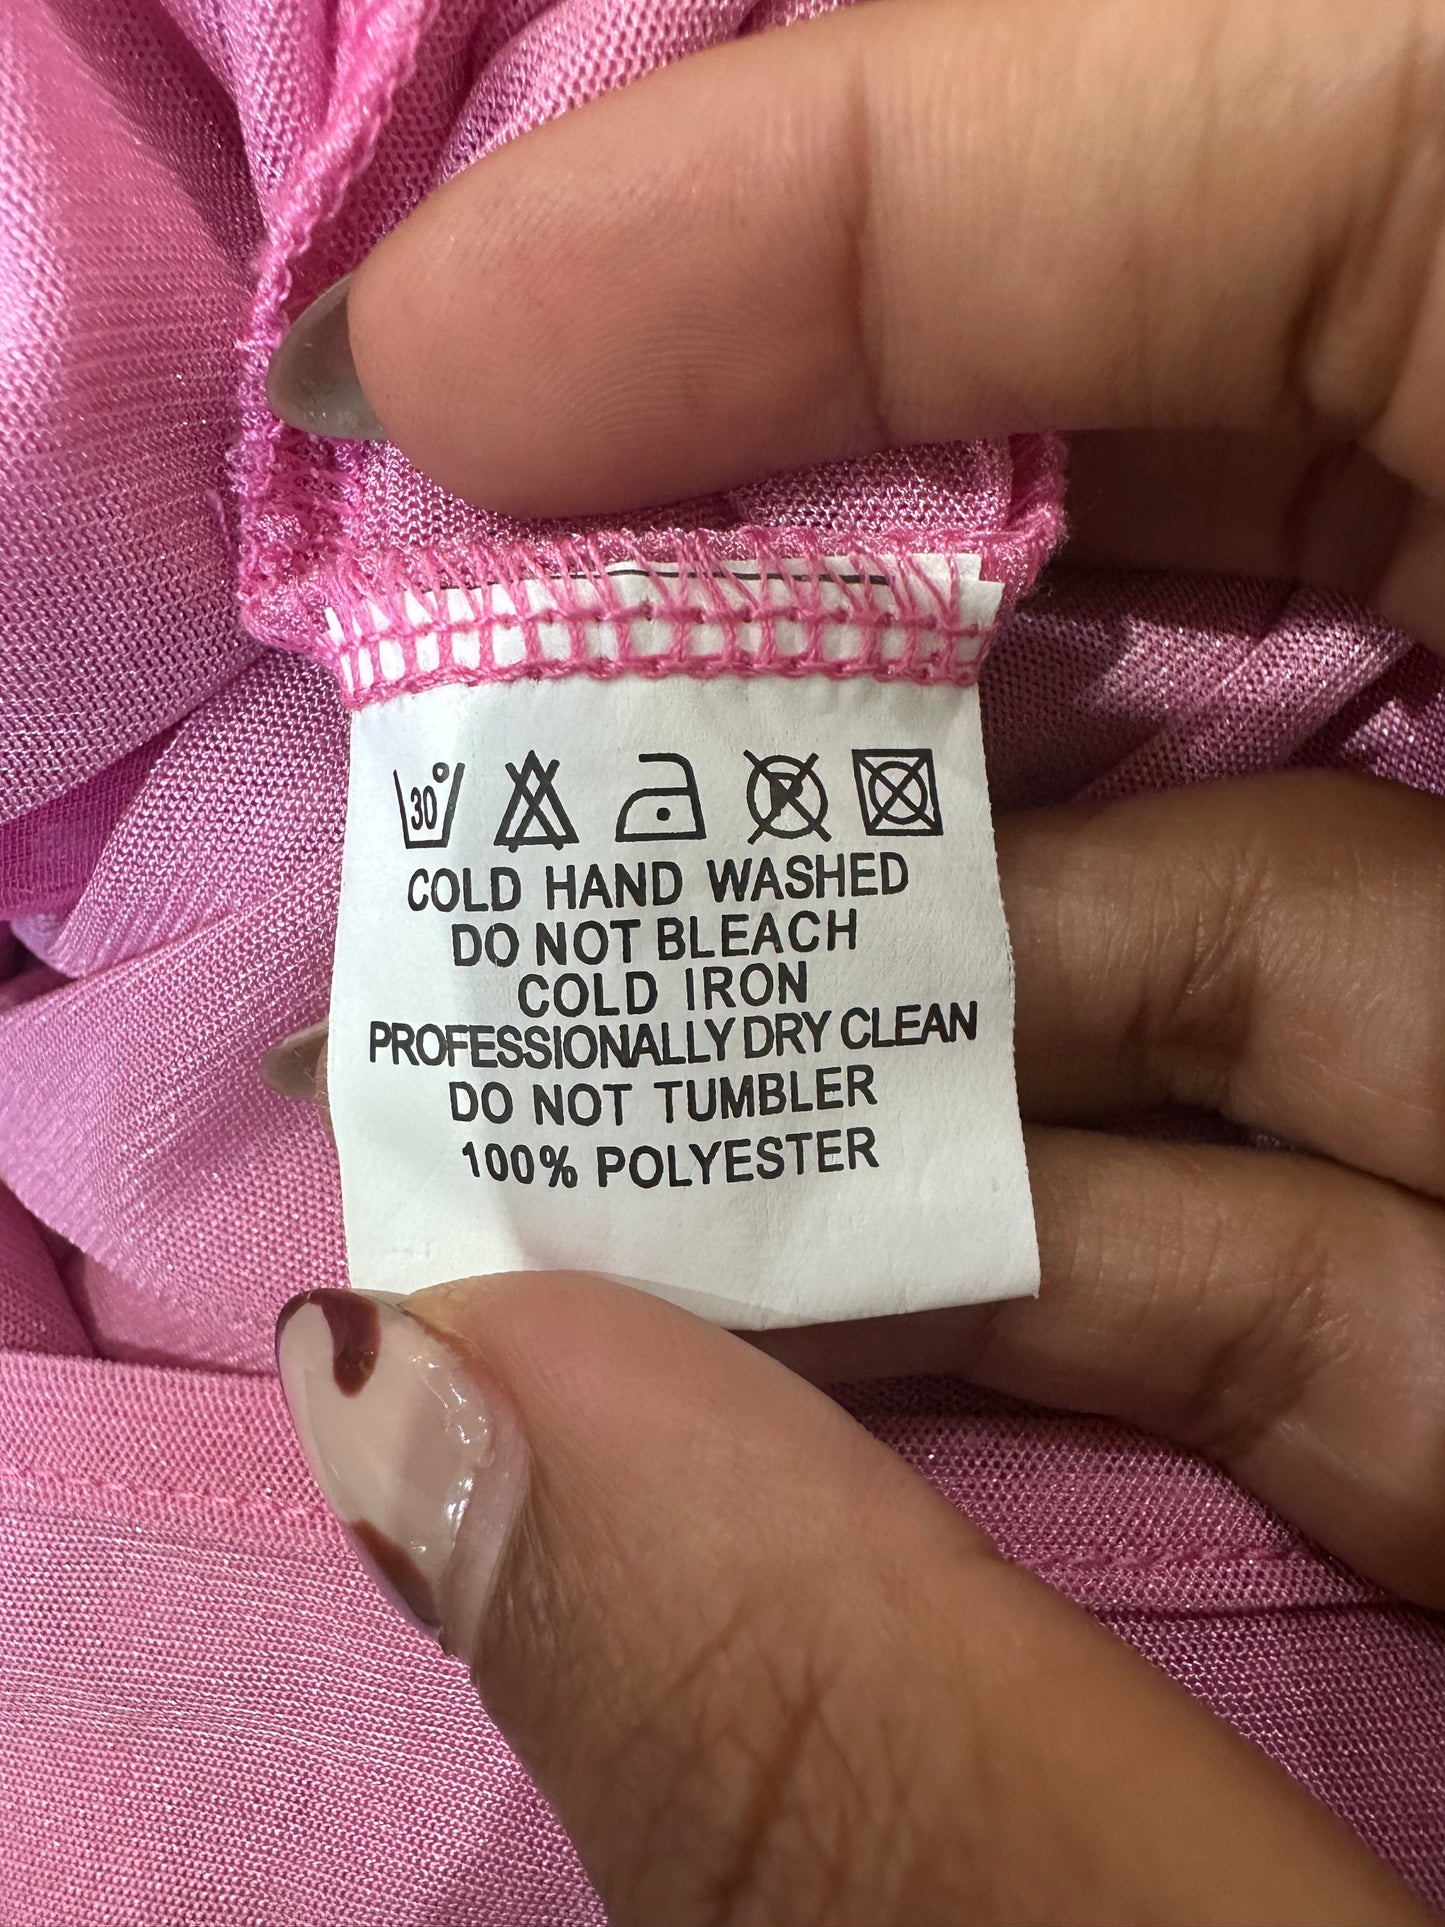 30°
P
COLD HAND WASHED
DO NOT BLEACH
COLD IRON
PROFESSIONALLY DRY CLEAN
DO NOT TUMBLER
100% POLYESTER